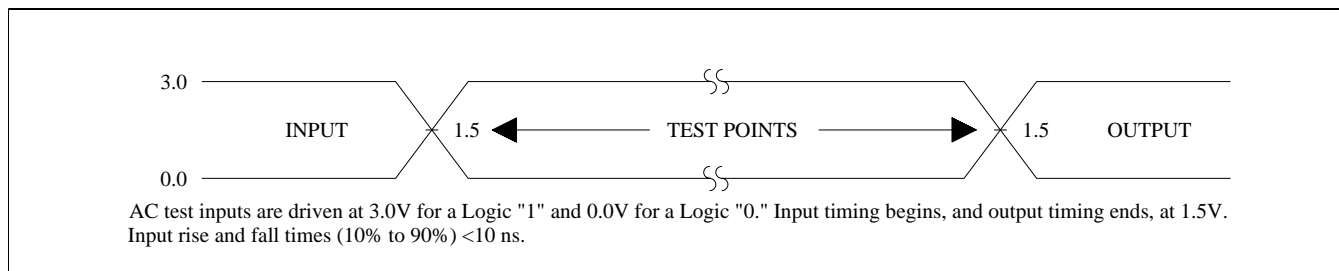 3.0
INPUT 1.5 TEST POINTS 1.5 OUTPUT
0.0
AC test inputs are driven at 3.0V for a Logic "1" and 0.0V for a Logic "0." Input timing begins, and output timing ends, at 1.5V.
Input rise and fall times (10% to 90%) <10 ns.